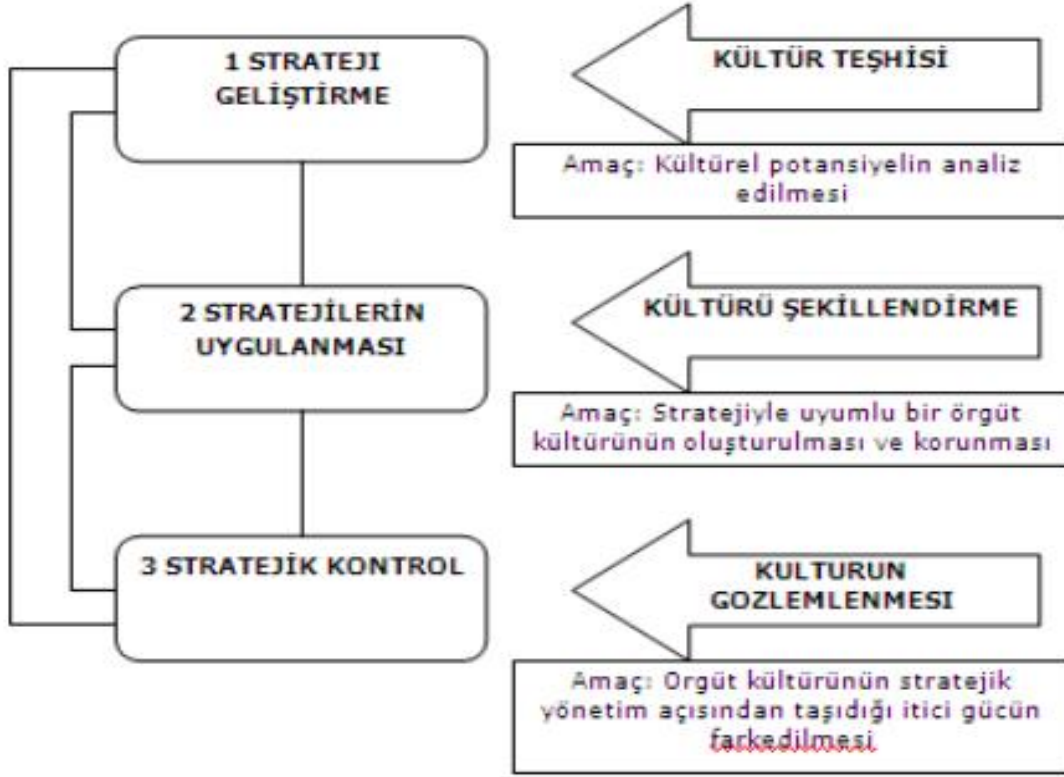 1 STRATEJI
GELİŞTİRME
KÜLTÜR TEŞHİSİ
Amaç: Kültürel potansiyelin analiz
edilmesi
2 STRATEJİLERİN
UYGULANMASI
KÜLTÜRÜ ŞEKİLLENDİRME
Amaç: Stratejiyle uyumlu bir örgüt
kültürünün oluşturulması ve korunması
3 STRATEJİK KONTROL
KULTURUN
GOZLEMLENMESI
Amaç: Orgüt kültürünün stratejik
yönetim açısından taşıdığı itici gücün
farkedilmesi